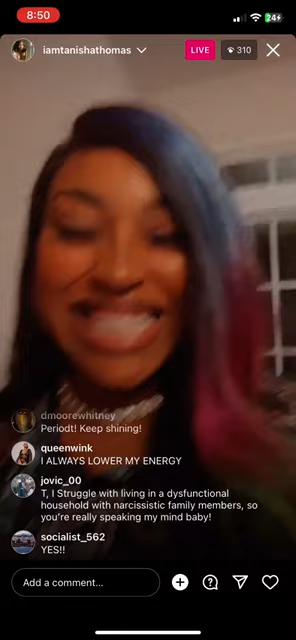 8:50
24
iamtanishathomas
LIVE
310
dmoorewhitney
Periodt! Keep shining!
queenwink
I ALWAYS LOWER MY ENERGY
jovic_00
T, I Struggle with living in a dysfunctional
household with narcissistic family members, so
you're really speaking my mind baby!
socialist_562
YES!!
Add a comment...